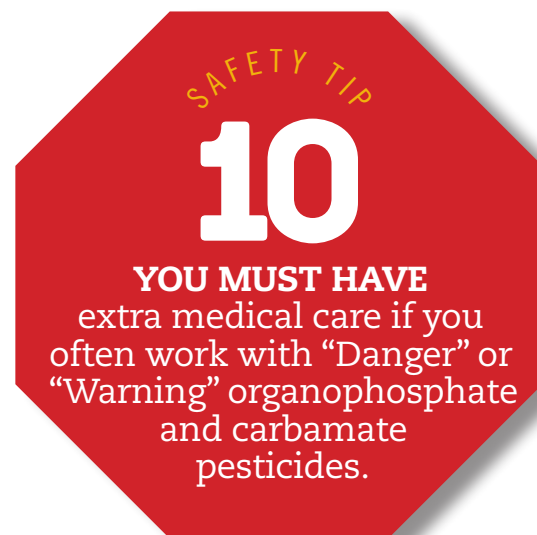 SAFETY TIP
10
YOU MUST HAVE
extra medical care if you
often work with “Danger” or
“Warning” organophosphate
and carbamate
pesticides.